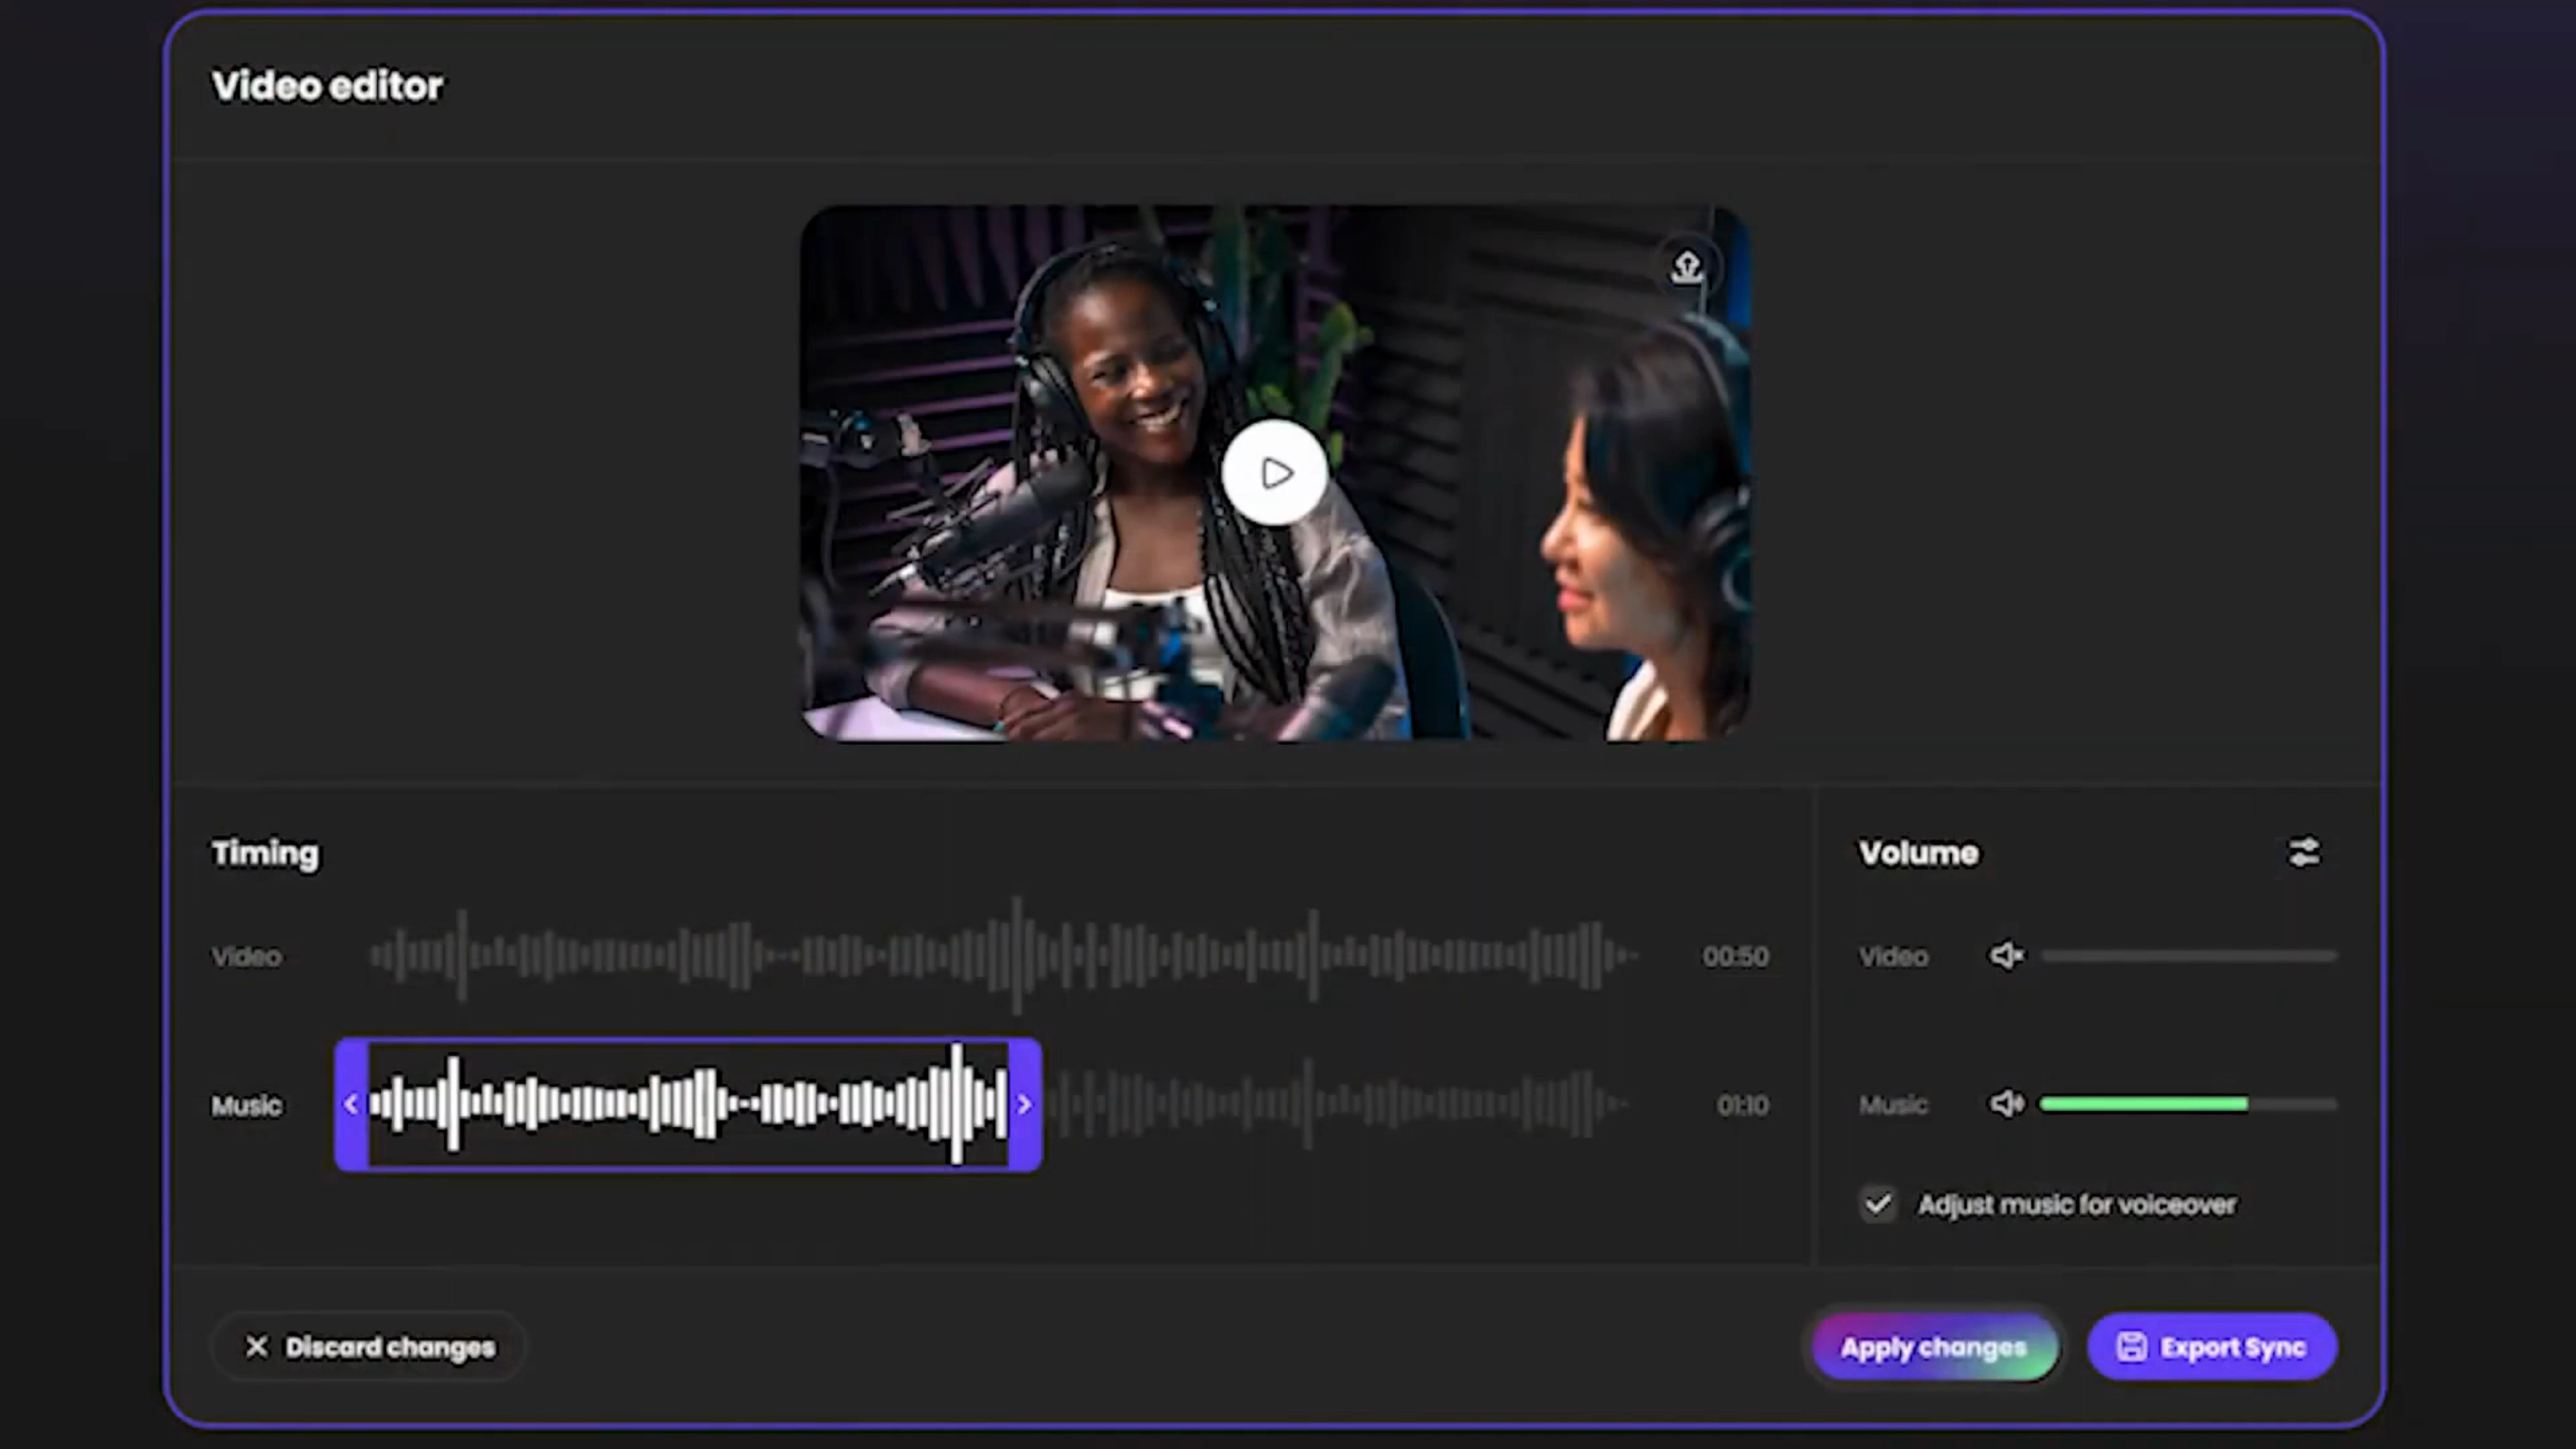 Video editor
Timing
Video
00:50
Music
01:10
Volume
Video
Music
Adjust music for voiceover
Discard changes
Apply changes
Export Sync